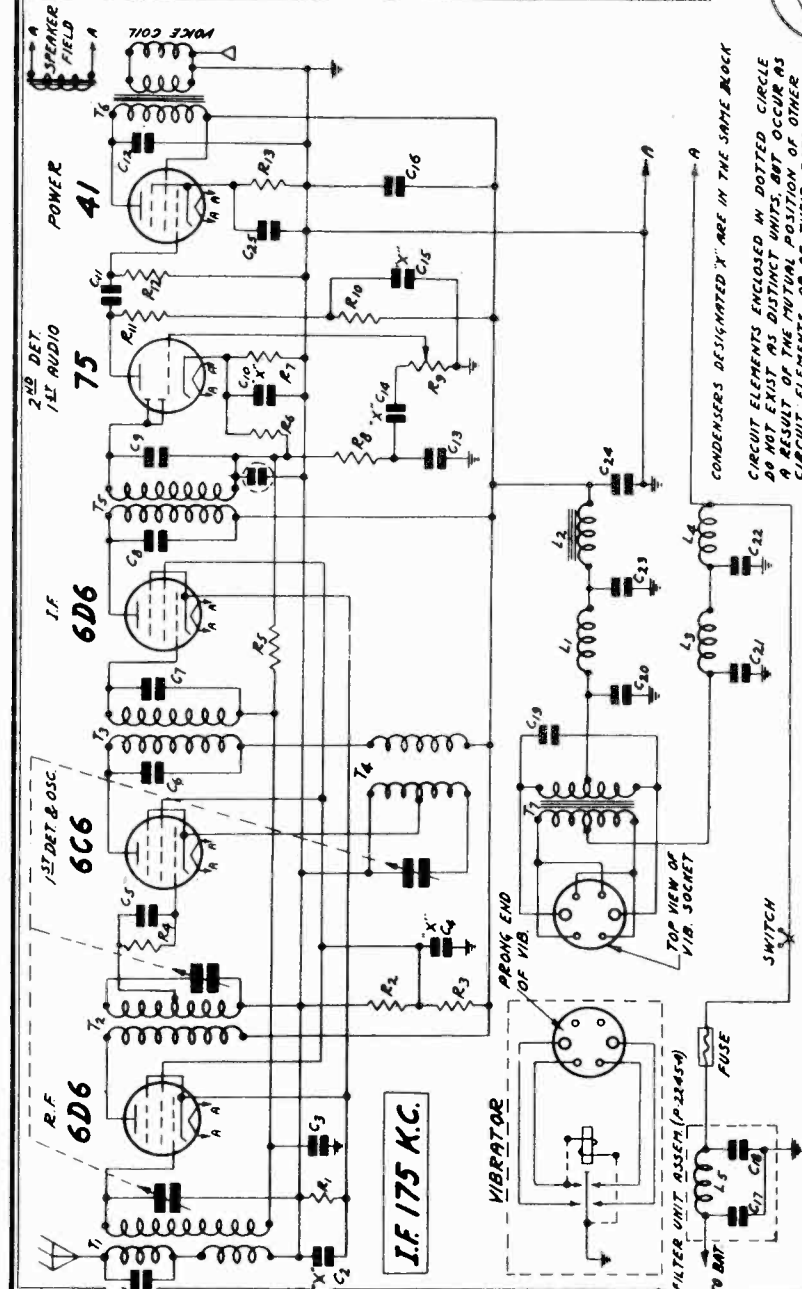 A
SPEAKER
FIELD
A
VOICE COIL
T6
POWER
41
C12
R13
C25
C16
A
A
2ND DET.
1ST AUDIO
75
C11
R12
R11
R10
"X"
C15
R9
"X" C14
C13
C10
"X"
R7
R6
R8
A
A
C9
T5
C8
I.F.
6D6
A
A
R5
C7
T3
C6
T4
1ST DET. & OSC.
6C6
A
A
C5
R4
T2
R2
R3
"X"
C4
R.F.
6D6
A
A
C3
R1
"X"
C2
T1
I.F. 175 K.C.
A
A
C24
L2
C23
L1
C20
C19
T7
L4
C22
L3
C21
PRONG END
OF VIB.
TOP VIEW OF
VIB. SOCKET
VIBRATOR
SWITCH
FUSE
FILTER UNIT ASSEM. (P-22454)
L5
C17
C18
TO BAT
CONDENSERS DESIGNATED "X" ARE IN THE SAME BLOCK
CIRCUIT ELEMENTS ENCLOSED IN DOTTED CIRCLE
DO NOT EXIST AS DISTINCT UNITS, BUT OCCUR AS
A RESULT OF THE MUTUAL POSITION OF OTHER